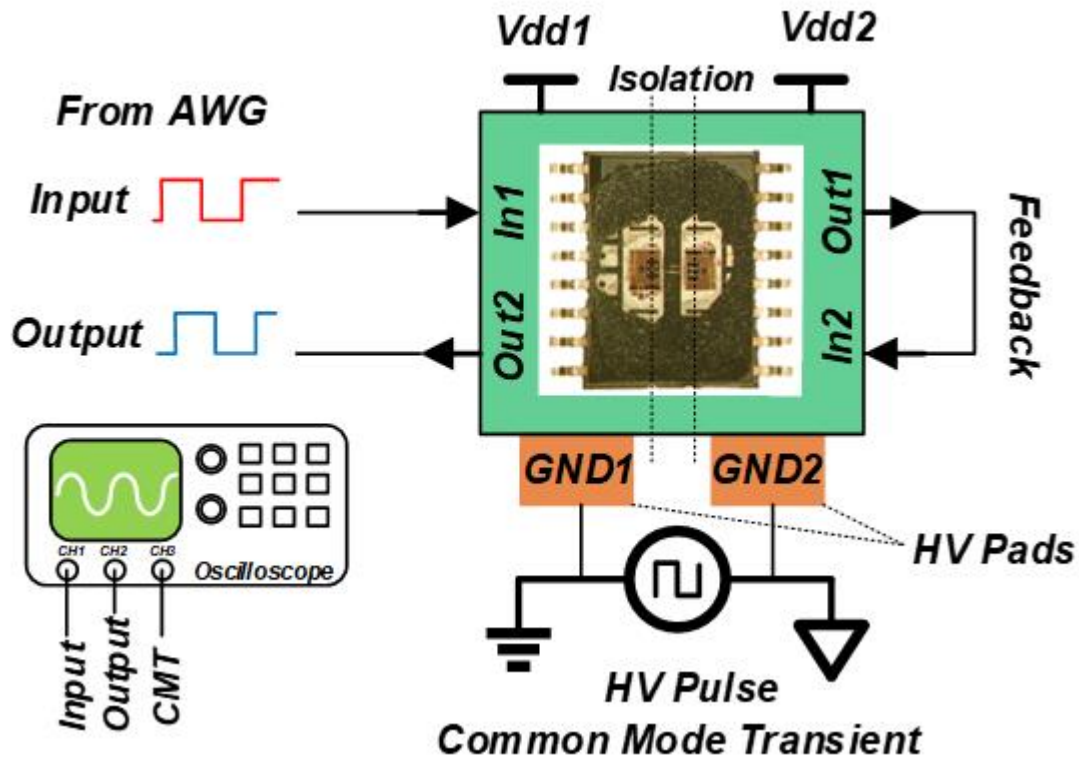 Vdd1
Vdd2
Isolation
From AWG
Input
In1
Out1
Output
Out2
In2
Feedback
GND1
GND2
HV Pads
CH1
CH2
CH3
Oscilloscope
Input
Output
CMT
HV Pulse
Common Mode Transient